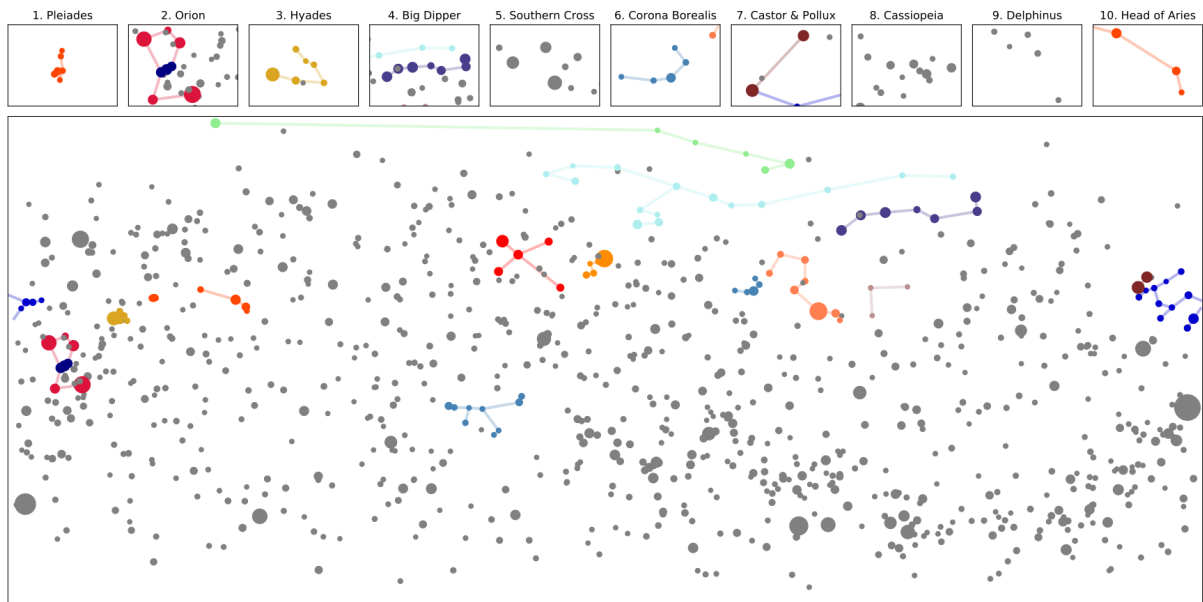 1. Pleiades
2. Orion
3. Hyades
4. Big Dipper
5. Southern Cross
6. Corona Borealis
7. Castor & Pollux
8. Cassiopeia
9. Delphinus
10. Head of Aries